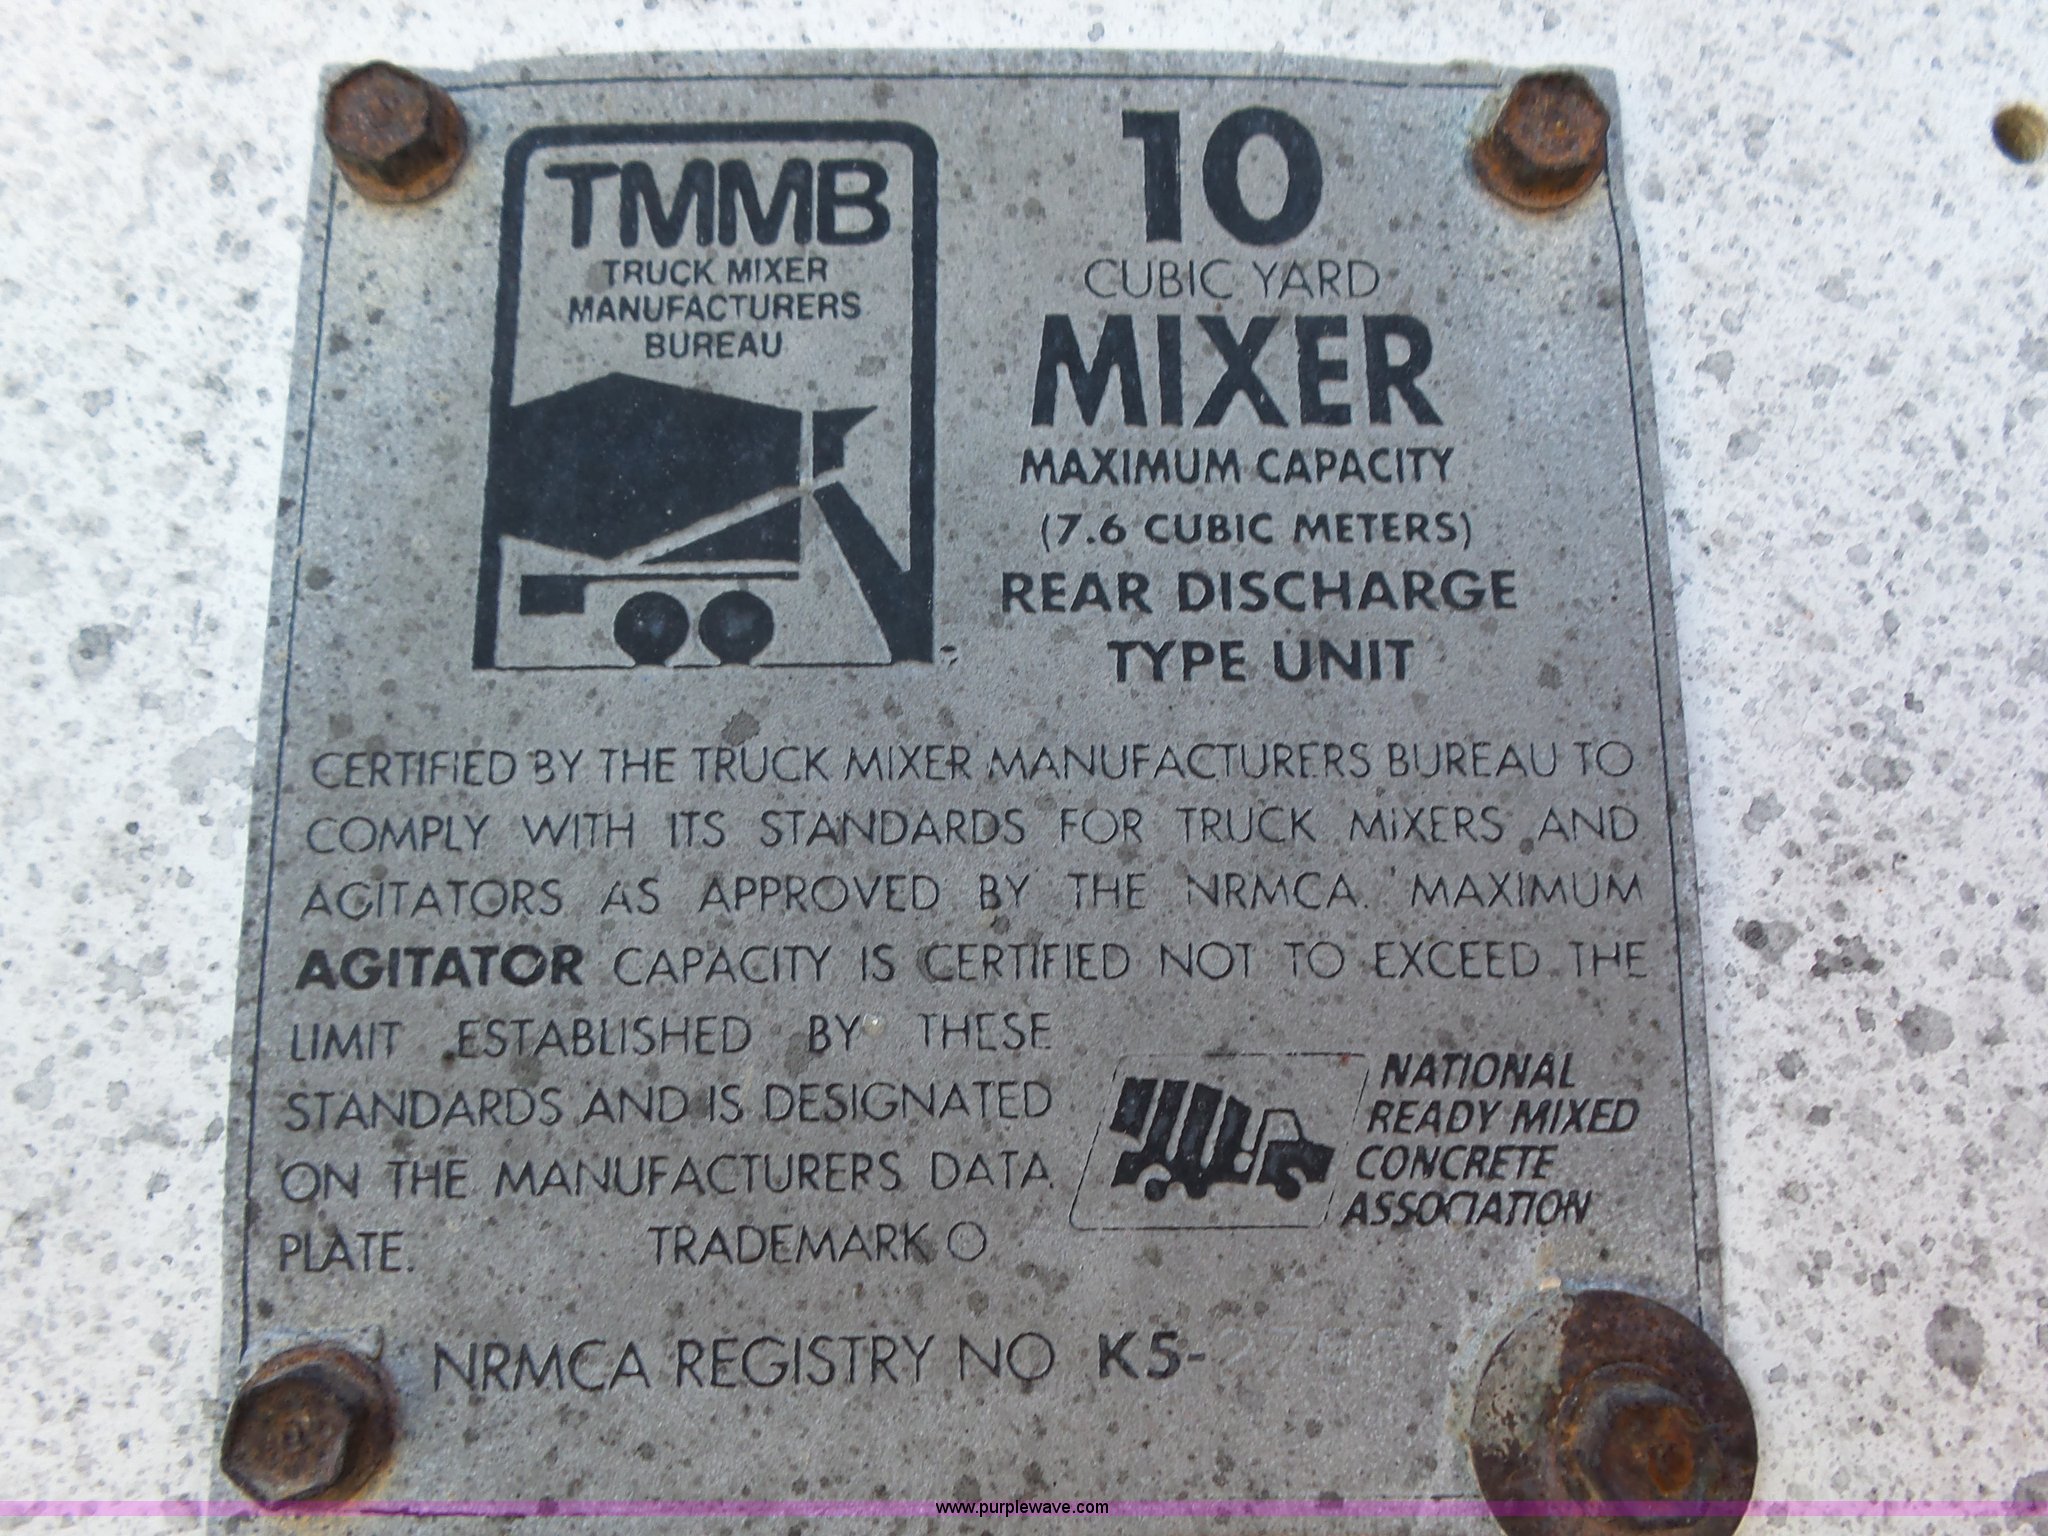 TMMB
TRUCK MIXER
MANUFACTURERS
BUREAU
10
CUBIC YARD
MIXER
MAXIMUM CAPACITY
(7.6 CUBIC METERS)
REAR DISCHARGE
TYPE UNIT
CERTIFIED BY THE TRUCK MIXER MANUFACTURERS BUREAU TO
COMPLY WITH ITS STANDARDS FOR TRUCK MIXERS AND
AGITATORS AS APPROVED BY THE NRMCA. MAXIMUM
AGITATOR CAPACITY IS CERTIFIED NOT TO EXCEED THE
LIMIT ESTABLISHED BY THESE
STANDARDS AND IS DESIGNATED
ON THE MANUFACTURERS DATA
PLATE. TRADEMARK O
NATIONAL
READY MIXED
CONCRETE
ASSOCIATION
NRMCA REGISTRY NO K5-
www.purplewave.com